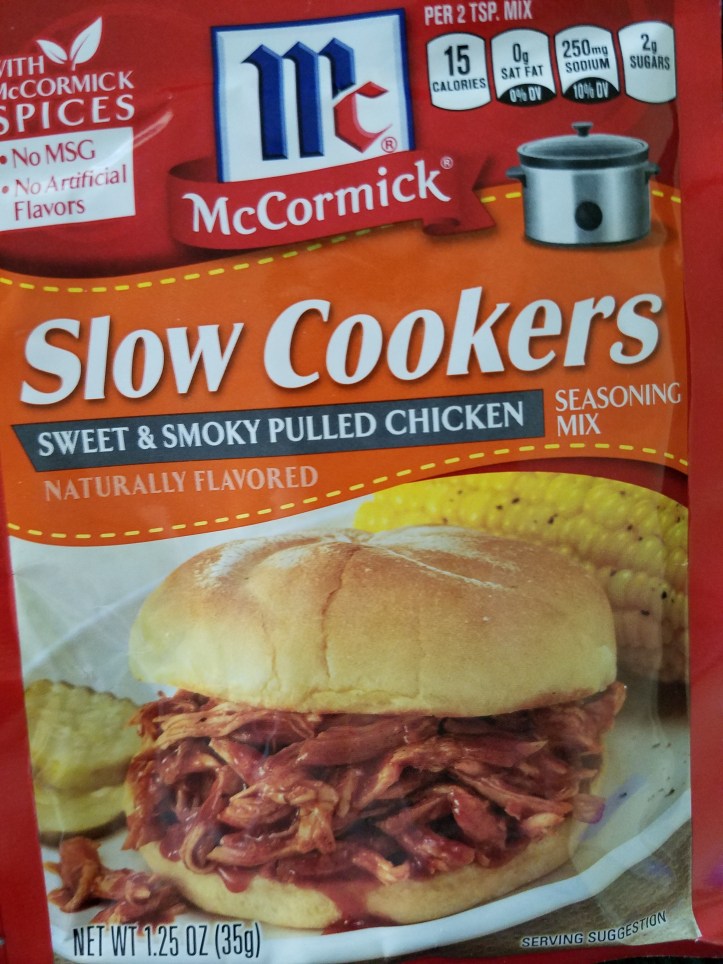 WITH
McCORMICK
SPICES
• No MSG
• No Artificial
Flavors
Mc®
McCormick®
PER 2 TSP. MIX
15
CALORIES
0g
SAT FAT
0% DV
250mg
SODIUM
10% DV
2g
SUGARS
Slow Cookers
SWEET & SMOKY PULLED CHICKEN
SEASONING
MIX
NATURALLY FLAVORED
NET WT 1.25 OZ (35g)
SERVING SUGGESTION